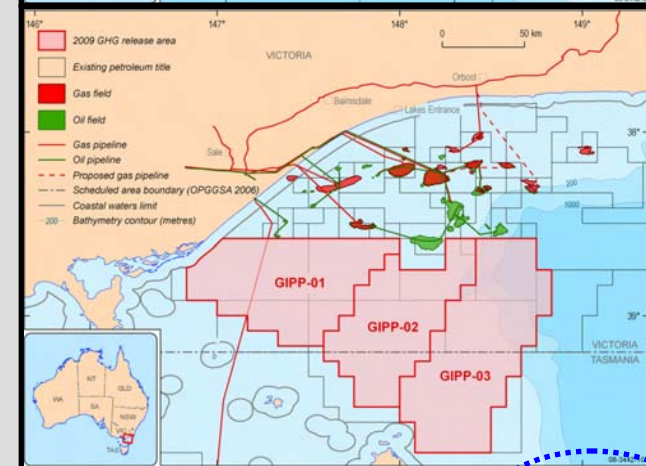 146°
147°
148°
149°
2009 GHG release area
Existing petroleum title
Gas field
Oil field
Gas pipeline
Oil pipeline
Proposed gas pipeline
Scheduled area boundary (OPGGSA 2006)
Coastal waters limit
200 Bathymetry contour (metres)
0 50 km
VICTORIA
Orbost
Bairnsdale
Lakes Entrance
Sale
38°
200
1000
GIPP-01
GIPP-02
GIPP-03
39°
VICTORIA
TASMANIA
WA
NT
SA
QLD
NSW
VIC
TAS